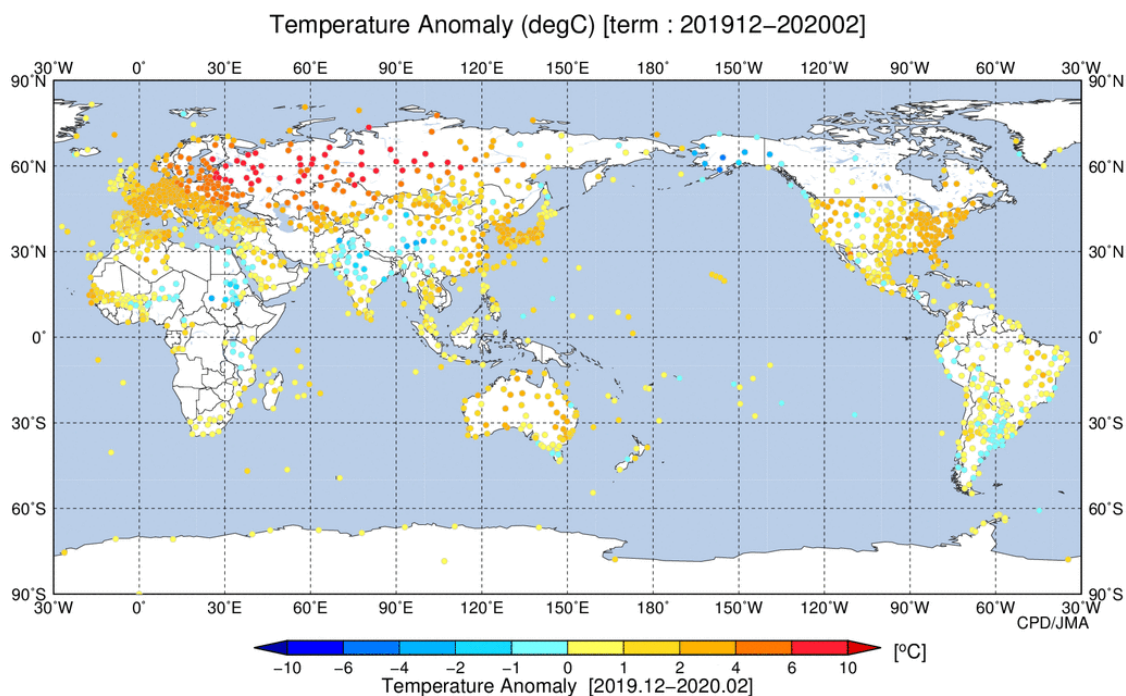 Temperature Anomaly (degC) [term : 201912−202002]
30°W 0° 30°E 60°E 90°E 120°E 150°E 180° 150°W 120°W 90°W 60°W 30°W
90°N 90°N
60°N 60°N
30°N 30°N
0° 0°
30°S 30°S
60°S 60°S
90°S 90°S
30°W 0° 30°E 60°E 90°E 120°E 150°E 180° 150°W 120°W 90°W 60°W 30°W
CPD/JMA
[ºC]
−10 −6 −4 −2 −1 0 1 2 4 6 10
Temperature Anomaly [2019.12−2020.02]